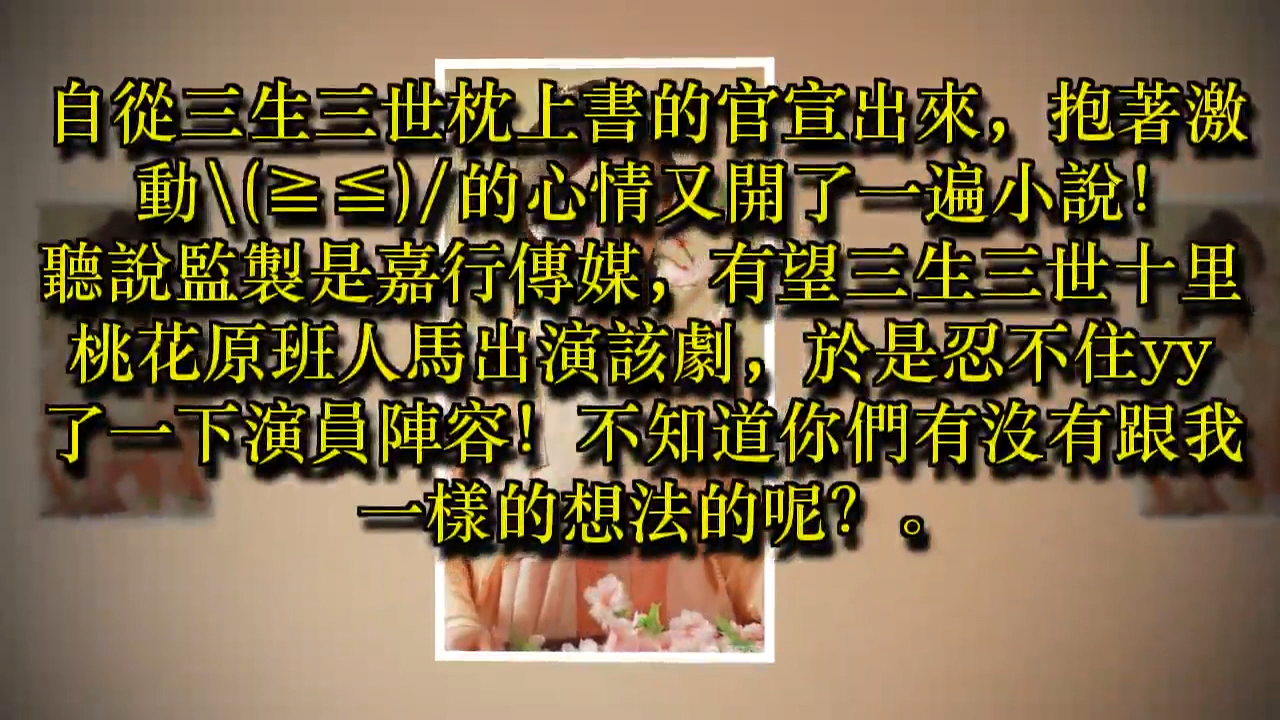 自從三生三世枕上書的官宣出來，抱著激
動\(≧≦)/的心情又開了一遍小說！
聽說監製是嘉行傳媒，有望三生三世十里
桃花原班人馬出演該劇，於是忍不住yy
了一下演員陣容！不知道你們有沒有跟我
一樣的想法的呢？。